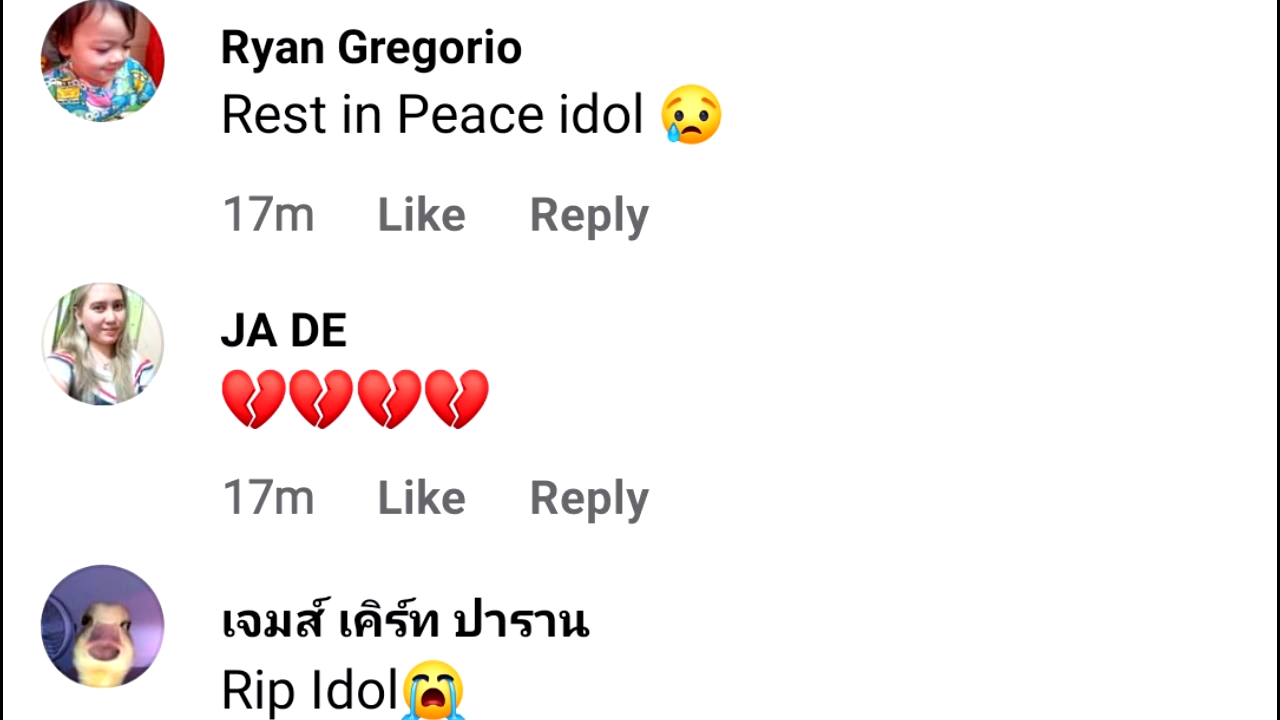 Ryan Gregorio
Rest in Peace idol 😢
17m Like Reply
JA DE
💔💔💔💔
17m Like Reply
เจมส์ เคิร์ท ปาราน
Rip Idol😭